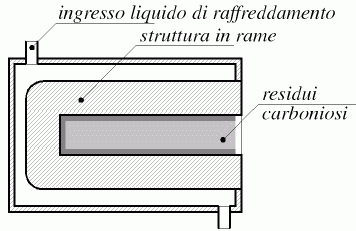 ingresso liquido di raffreddamento
struttura in rame
residui
carboniosi